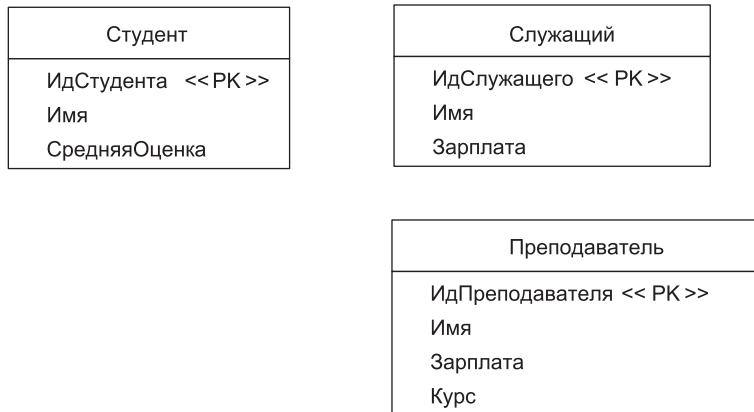 Студент
ИдСтудента << PK >>
Имя
СредняяОценка
Служащий
ИдСлужащего << PK >>
Имя
Зарплата
Преподаватель
ИдПреподавателя << PK >>
Имя
Зарплата
Курс